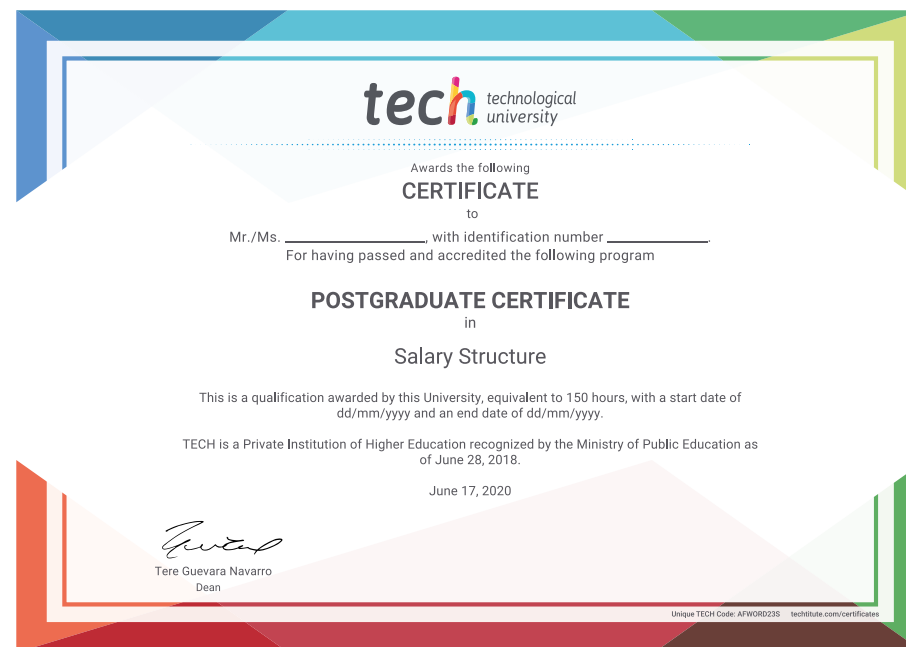 tech technological
university
Awards the following
CERTIFICATE
to
Mr./Ms. ____________________, with identification number ______________.
For having passed and accredited the following program
POSTGRADUATE CERTIFICATE
in
Salary Structure
This is a qualification awarded by this University, equivalent to 150 hours, with a start date of
dd/mm/yyyy and an end date of dd/mm/yyyy.
TECH is a Private Institution of Higher Education recognized by the Ministry of Public Education as
of June 28, 2018.
June 17, 2020
Tere Guevara Navarro
Dean
Unique TECH Code: AFWORD23S techtitute.com/certificates